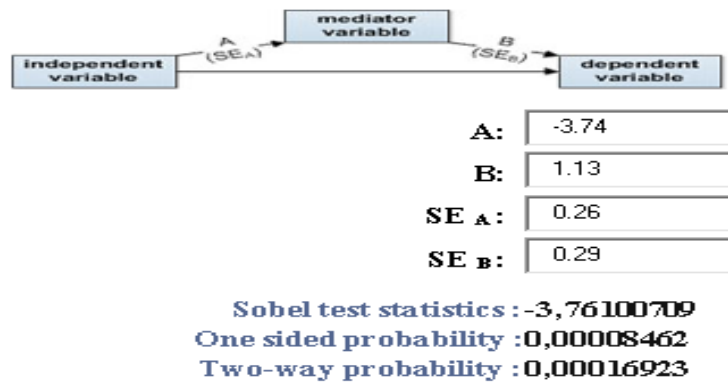 mediator
variable
A
(SEA)
B
(SEB)
independent
variable
dependent
variable
A: -3.74
B: 1.13
SE A: 0.26
SE B: 0.29
Sobel test statistics :-3,76100709
One sided probability :0,00008462
Two-way probability :0,00016923